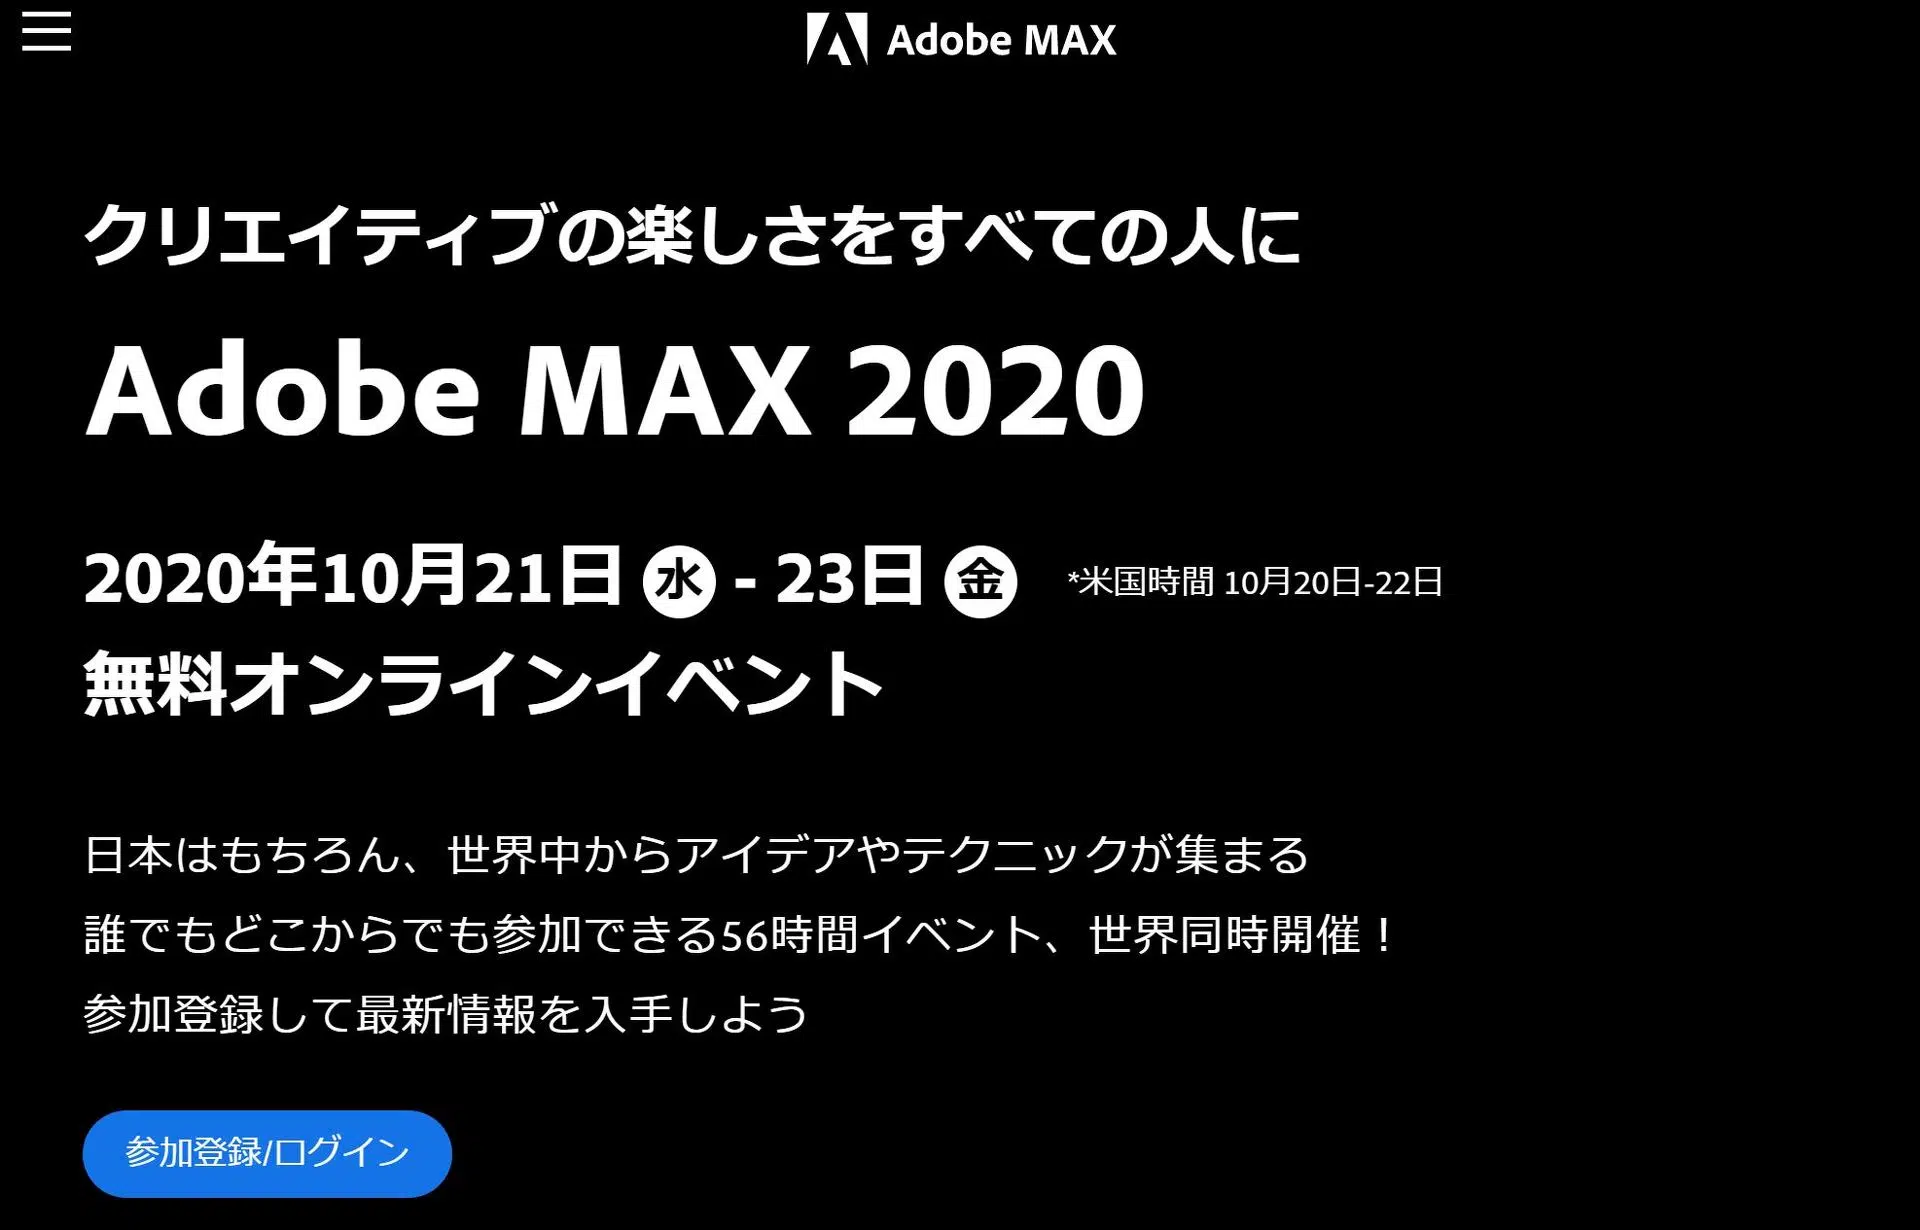 Adobe MAX
クリエイティブの楽しさをすべての人に
Adobe MAX 2020
2020年10月21日 水 - 23日 金 *米国時間 10月20日-22日
無料オンラインイベント
日本はもちろん、世界中からアイデアやテクニックが集まる
誰でもどこからでも参加できる56時間イベント、世界同時開催！
参加登録して最新情報を入手しよう
参加登録/ログイン